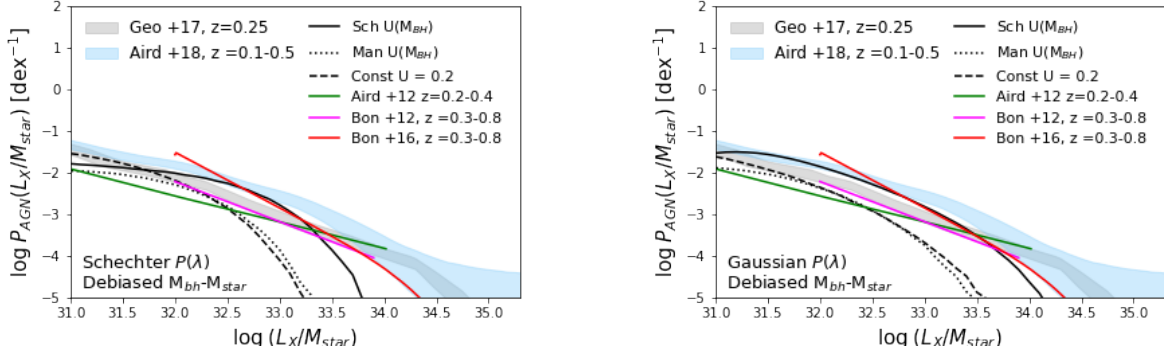 2
1
0
−1
−2
−3
−4
−5
log P_AGN(L_X/M_star) [dex^−1]
Geo +17, z=0.25
Aird +18, z =0.1-0.5
Sch U(M_BH)
Man U(M_BH)
Const U = 0.2
Aird +12 z=0.2-0.4
Bon +12, z =0.3-0.8
Bon +16, z =0.3-0.8
Schechter P(λ)
Debiased M_bh-M_star
31.0 31.5 32.0 32.5 33.0 33.5 34.0 34.5 35.0
log (L_X/M_star)
2
1
0
−1
−2
−3
−4
−5
log P_AGN(L_X/M_star) [dex^−1]
Geo +17, z=0.25
Aird +18, z =0.1-0.5
Sch U(M_BH)
Man U(M_BH)
Const U = 0.2
Aird +12 z=0.2-0.4
Bon +12, z =0.3-0.8
Bon +16, z =0.3-0.8
Gaussian P(λ)
Debiased M_bh-M_star
31.0 31.5 32.0 32.5 33.0 33.5 34.0 34.5 35.0
log (L_X/M_star)